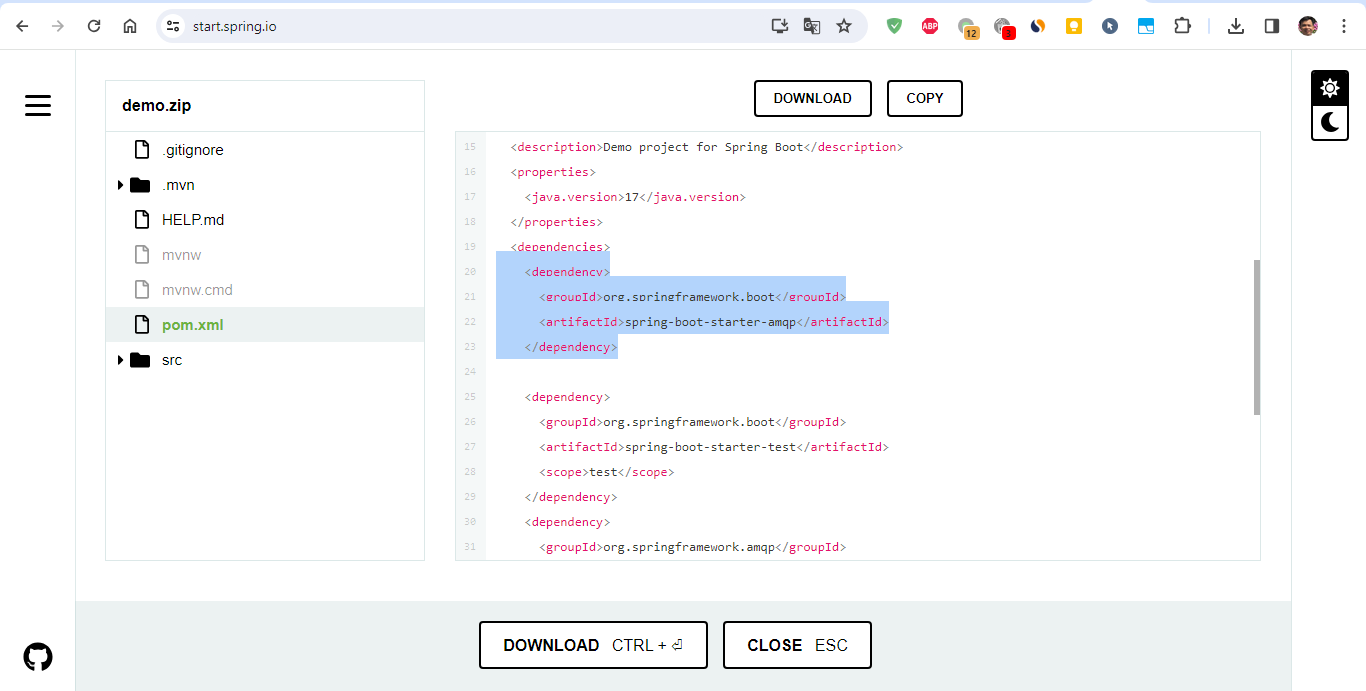 start.spring.io
12
3
ABP
demo.zip
.gitignore
.mvn
HELP.md
mvnw
mvnw.cmd
pom.xml
src
DOWNLOAD
COPY
15 <description>Demo project for Spring Boot</description>
16 <properties>
17 <java.version>17</java.version>
18 </properties>
19 <dependencies>
20 <dependency>
21 <groupId>org.springframework.boot</groupId>
22 <artifactId>spring-boot-starter-amqp</artifactId>
23 </dependency>
24
25 <dependency>
26 <groupId>org.springframework.boot</groupId>
27 <artifactId>spring-boot-starter-test</artifactId>
28 <scope>test</scope>
29 </dependency>
30 <dependency>
31 <groupId>org.springframework.amqp</groupId>
DOWNLOAD CTRL + ⏎
CLOSE ESC